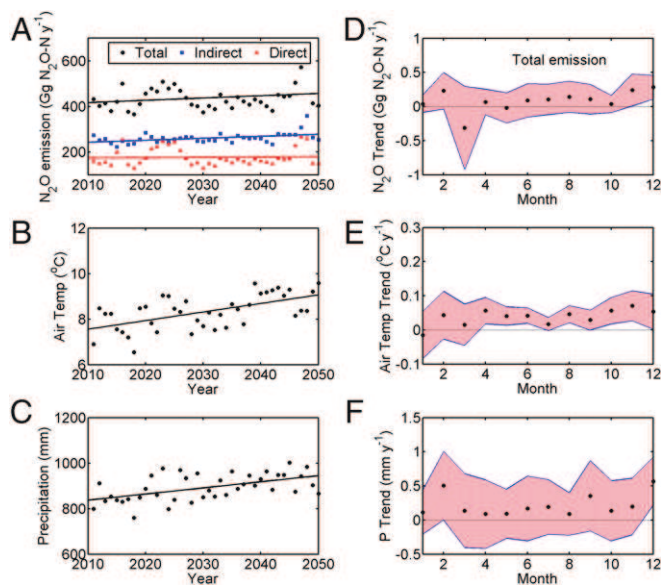 A
N₂O emission (Gg N₂O-N y⁻¹)
600
400
200
Total Indirect Direct
2010 2020 2030 2040 2050
Year
B
Air Temp (°C)
12
10
8
6
2010 2020 2030 2040 2050
Year
C
Precipitation (mm)
1200
1000
800
600
2010 2020 2030 2040 2050
Year
D
N₂O Trend (Gg N₂O-N y⁻¹)
1
0.5
0
-0.5
-1
Total emission
2 4 6 8 10 12
Month
E
Air Temp Trend (°C y⁻¹)
0.3
0.2
0.1
0
-0.1
2 4 6 8 10 12
Month
F
P Trend (mm y⁻¹)
1
0.5
0
-0.5
2 4 6 8 10 12
Month